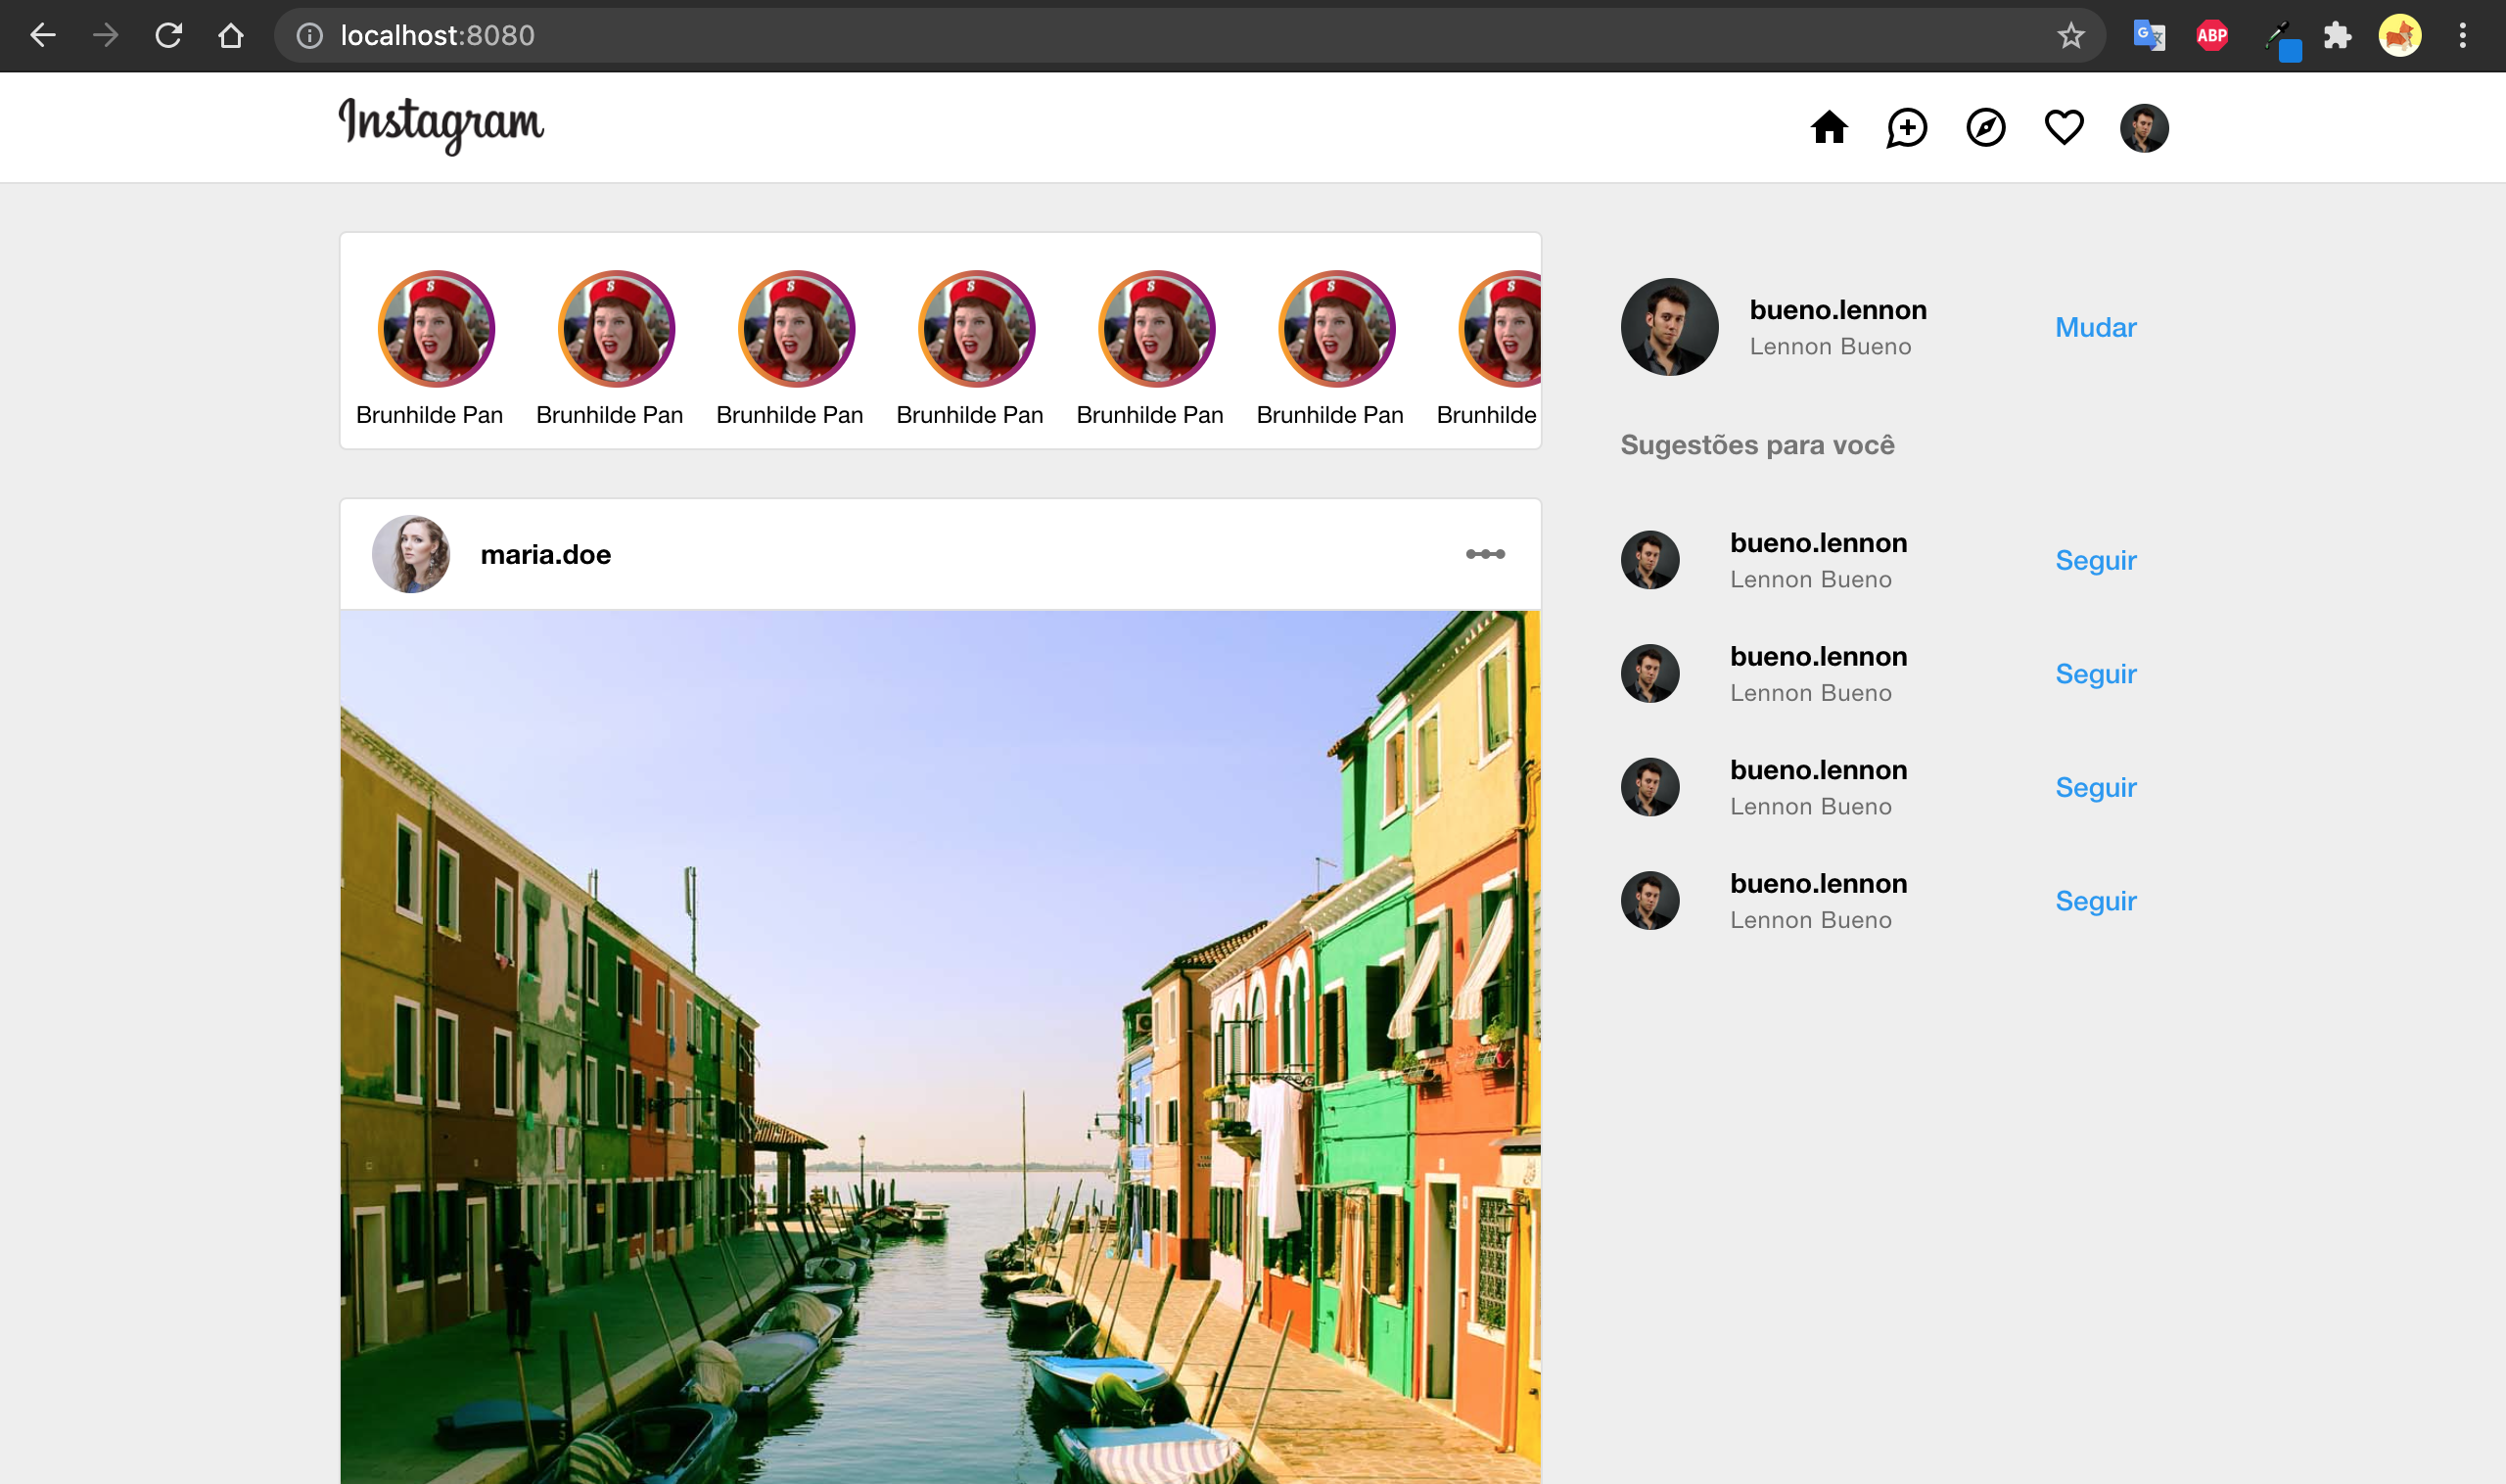 localhost:8080
ABP
Instagram
Brunhilde Pan
Brunhilde Pan
Brunhilde Pan
Brunhilde Pan
Brunhilde Pan
Brunhilde Pan
Brunhilde
bueno.lennon
Lennon Bueno
Mudar
Sugestões para você
maria.doe
bueno.lennon
Lennon Bueno
Seguir
bueno.lennon
Lennon Bueno
Seguir
bueno.lennon
Lennon Bueno
Seguir
bueno.lennon
Lennon Bueno
Seguir